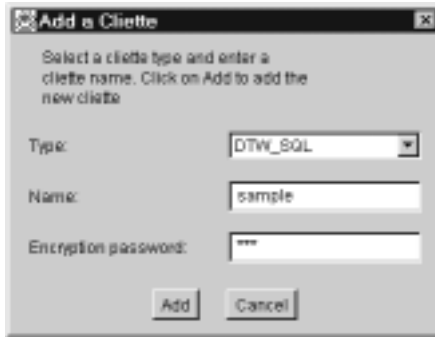 Add a Cliette
Select a cliette type and enter a
cliette name. Click on Add to add the
new cliette
Type: DTW_SQL
Name: sample
Encryption password: ***
Add Cancel